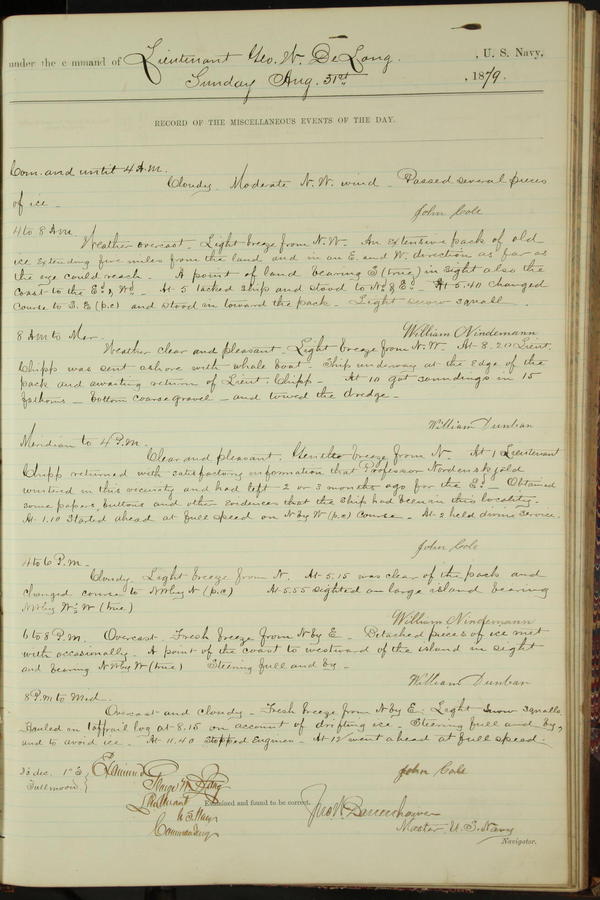 under the command of Lieutenant Geo. W. De Long. , U. S. Navy,
Sunday Aug. 31st , 1879.
RECORD OF THE MISCELLANEOUS EVENTS OF THE DAY.
Com. and until 4 A.M.
Cloudy. Moderate N.W. wind. Passed several pieces
of ice.
John Cole
4 to 8 A.M.
Weather overcast. Light breeze from N.W. An extensive pack of old
ice extending five miles from the land and in an E. and W. direction as far as
the eye could reach. A point of land bearing (true) in sight also the
coast to the Ed. & Wd. At 5 tacked ship and stood to Nd. & Ed. At 5.40 changed
course to S.E (p.c) and stood in toward the pack. Light snow squall.
William Nindemann
8 A.M to Mer.
Weather clear and pleasant. Light breeze from N.W. At 8.20 Lieut.
Chipp was sent ashore with whale boat. Ship underway at the edge of the
pack and awaiting return of Lieut. Chipp. At 10 got soundings in 15
fathoms. bottom coarse gravel. and towed the dredge.
William Dunbar
Meridian to 4 P.M.
Clear and pleasant. Gentle breeze from N. At 1 Lieutenant
Chipp returned with satisfactory information that Professor Nordenskjold
wintered in this vicinity and had left 2 or 3 months ago for the Ed. Obtained
some papers, buttons and other evidences that the ship had been in this locality.
At 1.10 started ahead at full speed on N by W (p.c) course. At 2 held divine service.
John Cole
4 to 6 P.M.
Cloudy. Light breeze from N. At 5.15 was clear of the pack and
changed course to NW by N (p.c) At 5.55 sighted an large island bearing
NW by W ½ W (true)
William Nindemann
6 to 8 P.M. Overcast. Fresh breeze from N by E. Detached pieces of ice met
with occasionally. A point of the coast to westward of the island in sight
and bearing NW by W (true) Steering full and by.
William Dunbar
8 P.M to Mid.
Overcast and cloudy. Fresh breeze from N by E. Light snow squalls.
Hauled in taffrail log at 8.15 on account of drifting ice. Steering full and by,
and to avoid ice. At 11.40 stopped engines. At 12 went ahead at full speed.
John Cole
Full moon.
Examined
George W. De Long
Lieutenant
U.S. Navy
Commanding
Examined and found to be correct.
Jno W. Danenhower
Master U.S. Navy
Navigator.